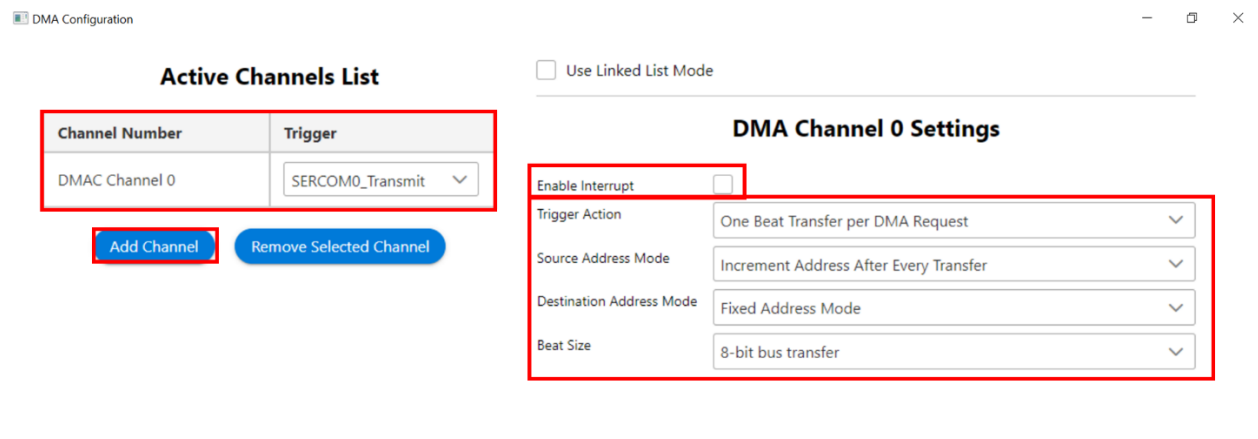 DMA Configuration
Active Channels List
Channel Number Trigger
DMAC Channel 0 SERCOM0_Transmit
Add Channel Remove Selected Channel
Use Linked List Mode
DMA Channel 0 Settings
Enable Interrupt
Trigger Action One Beat Transfer per DMA Request
Source Address Mode Increment Address After Every Transfer
Destination Address Mode Fixed Address Mode
Beat Size 8-bit bus transfer